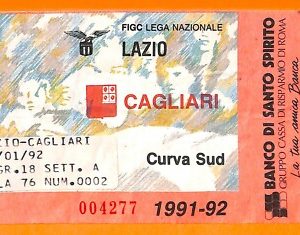 FIGC LEGA NAZIONALE
LAZIO
CAGLIARI
ZIO-CAGLIARI
/01/92
GR.18 SETT. A
LA 76 NUM.0002
Curva Sud
004277 1991-92
BANCO DI SANTO SPIRITO
GRUPPO CASSA DI RISPARMIO DI ROMA
La tua amica Banca